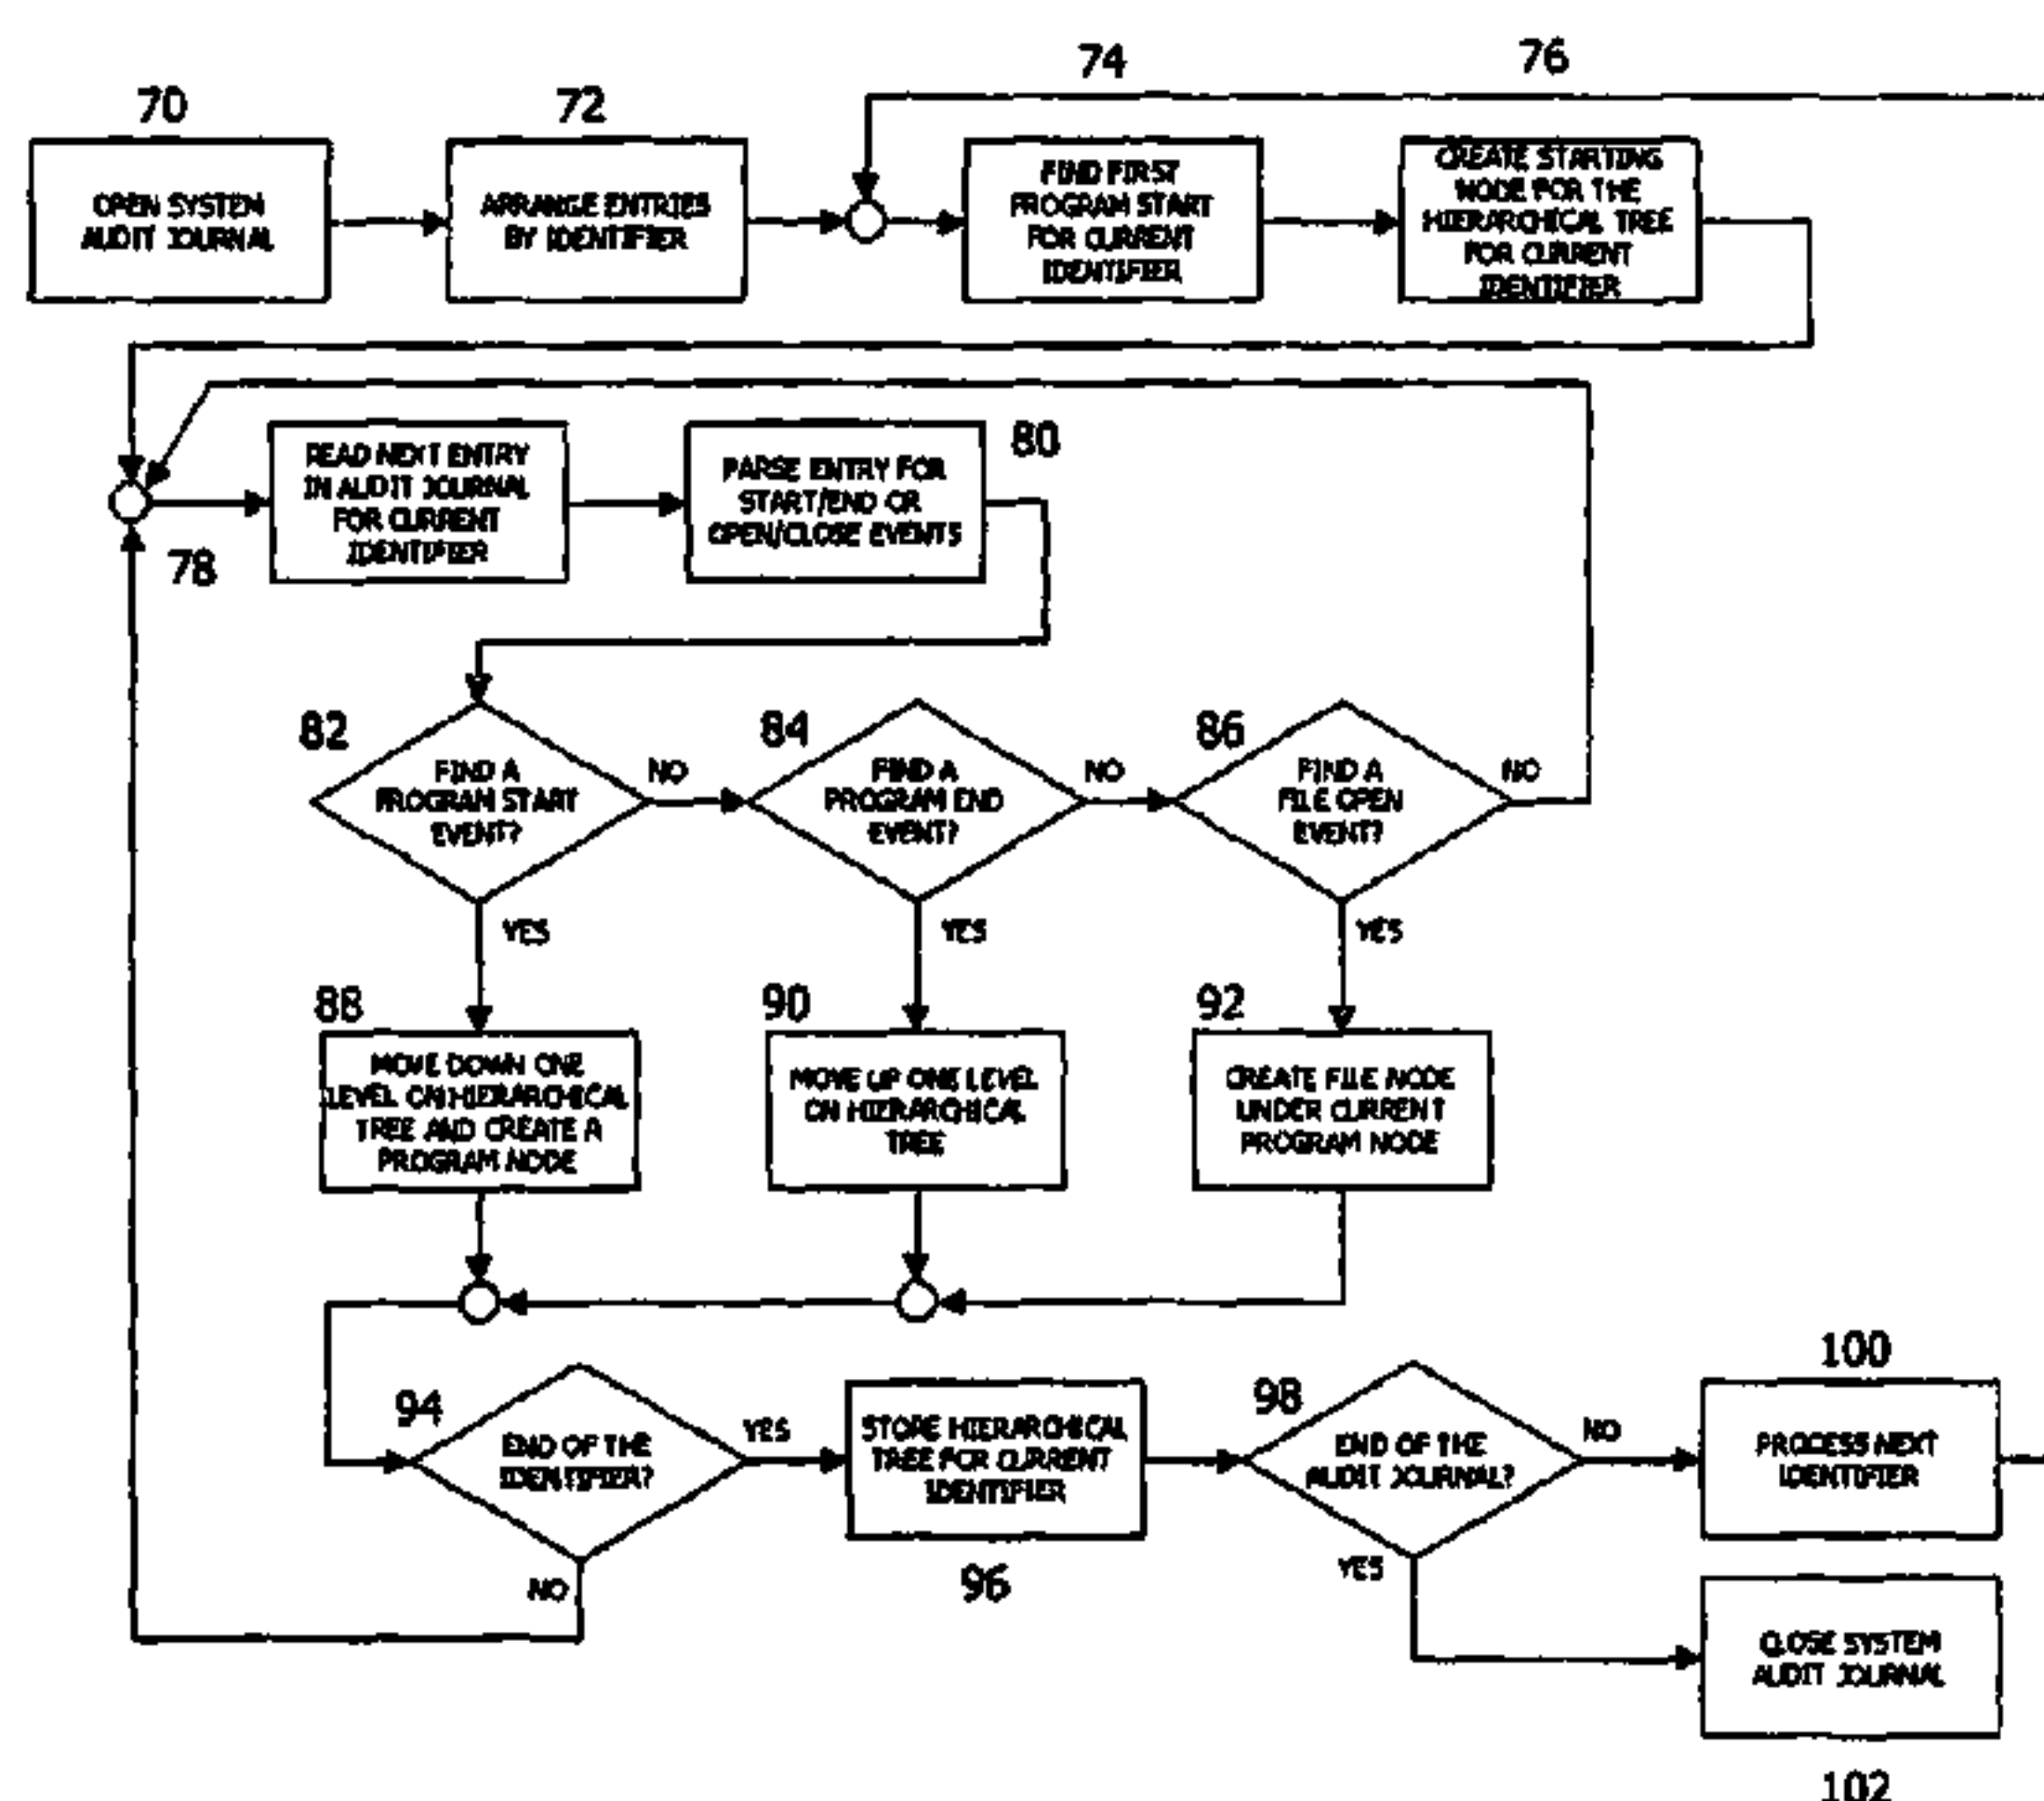 70
72
74
76
OPEN SYSTEM
AUDIT JOURNAL
ARRANGE ENTRIES
BY IDENTIFIER
FIND FIRST
PROGRAM START
FOR CURRENT
IDENTIFIER
CREATE STARTING
NODE FOR THE
HIERARCHICAL TREE
FOR CURRENT
IDENTIFIER
READ NEXT ENTRY
IN AUDIT JOURNAL
FOR CURRENT
IDENTIFIER
78
PARSE ENTRY FOR
START/END OR
OPEN/CLOSE EVENTS
80
82
FIND A
PROGRAM START
EVENT?
NO
YES
84
FIND A
PROGRAM END
EVENT?
NO
YES
86
FIND A
FILE OPEN
EVENT?
NO
YES
88
MOVE DOWN ONE
LEVEL ON HIERARCHICAL
TREE AND CREATE A
PROGRAM NODE
90
MOVE UP ONE LEVEL
ON HIERARCHICAL
TREE
92
CREATE FILE NODE
UNDER CURRENT
PROGRAM NODE
94
END OF THE
IDENTIFIER?
YES
NO
STORE HIERARCHICAL
TREE FOR CURRENT
IDENTIFIER
96
98
END OF THE
AUDIT JOURNAL?
NO
YES
100
PROCESS NEXT
IDENTIFIER
CLOSE SYSTEM
AUDIT JOURNAL
102